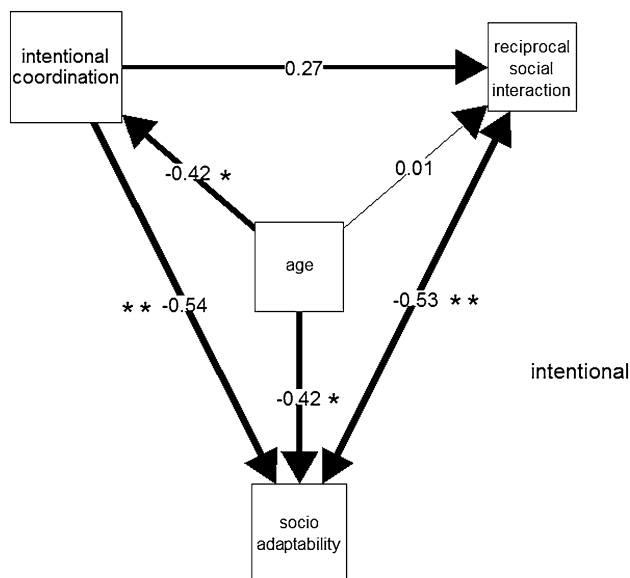 intentional
coordination
reciprocal
social
interaction
0.27
-0.42 *
0.01
age
** -0.54
-0.53 **
intentional
-0.42 *
socio
adaptability